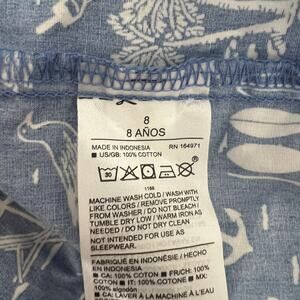 8
8 AÑOS
MADE IN INDONESIA RN 164971
■ US/GB: 100% COTTON
30
1166
MACHINE WASH COLD / WASH WITH
LIKE COLORS / REMOVE PROMPTLY
FROM WASHER / DO NOT BLEACH /
TUMBLE DRY LOW / WARM IRON AS
NEEDED / DO NOT DRY CLEAN
NOT INTENDED FOR USE AS
SLEEPWEAR.
FABRIQUÉ EN INDONÉSIE / HECHO
EN INDONESIA
■ CA: 100% COTON ■ FR/CH: 100%
COTON ■ IT: 100% COTONE ■ MX:
100%
■ CA: LAVER À LA MACHINE À